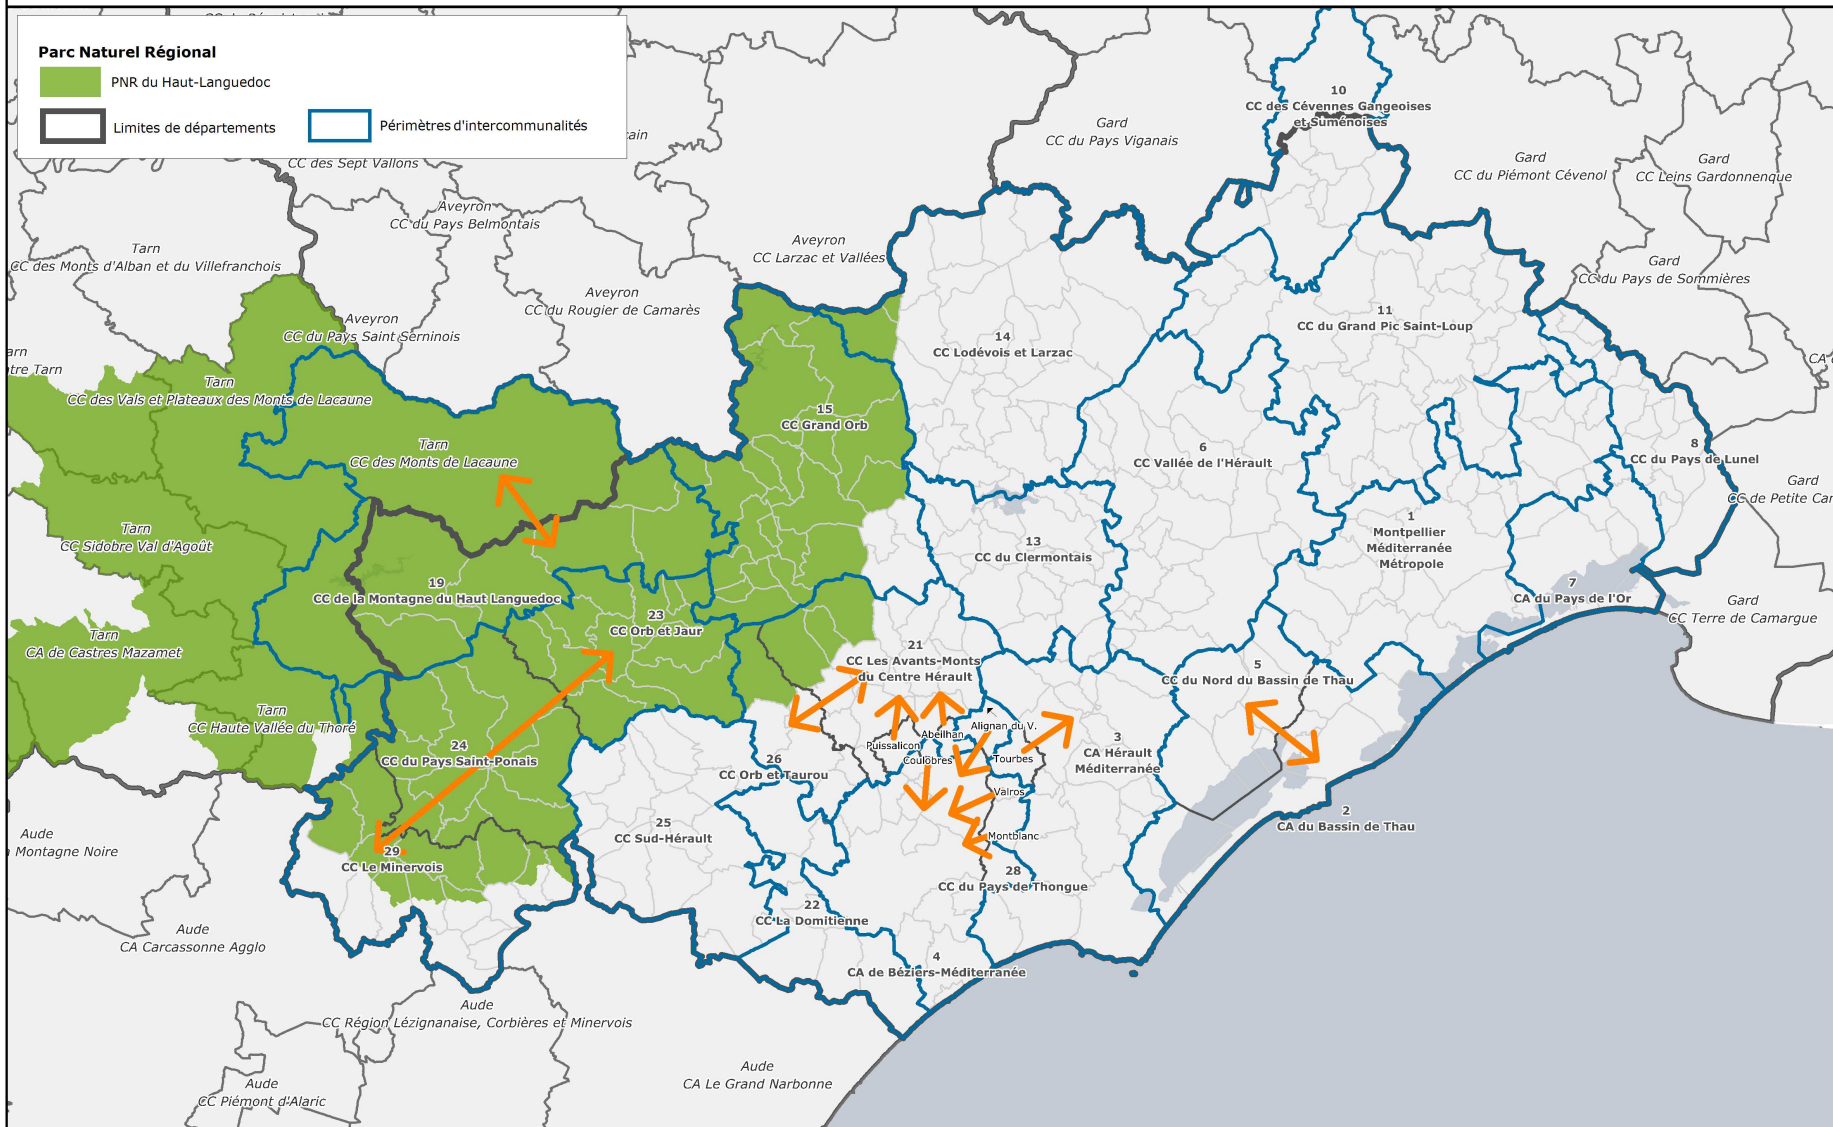 Parc Naturel Régional
PNR du Haut-Languedoc
Limites de départements
Périmètres d'intercommunalités
CC des Sept Vallons
Aveyron
CC du Pays Belmontais
Tarn
CC des Monts d'Alban et du Villefranchois
Aveyron
CC Larzac et Vallées
Aveyron
CC du Rougier de Camarès
Aveyron
CC du Pays Saint Serninois
Gard
CC du Pays Viganais
10
CC des Cévennes Gangeoises
et Suménoises
Gard
CC du Piémont Cévenol
Gard
CC Leins Gardonnenque
Gard
CC du Pays de Sommières
11
CC du Grand Pic Saint-Loup
14
CC Lodévois et Larzac
Tarn
CC des Vals et Plateaux des Monts de Lacaune
15
CC Grand Orb
Tarn
CC des Monts de Lacaune
6
CC Vallée de l'Hérault
8
CC du Pays de Lunel
Gard
CC de Petite
Tarn
CC Sidobre Val d'Agoût
13
CC du Clermontais
1
Montpellier
Méditerranée
Métropole
19
CC de la Montagne du Haut Languedoc
23
CC Orb et Jaur
7
CA du Pays de l'Or
Gard
CC Terre de Camargue
Tarn
CA de Castres Mazamet
21
CC Les Avants-Monts
du Centre Hérault
5
CC du Nord du Bassin de Thau
Tarn
CC Haute Vallée du Thoré
24
CC du Pays Saint-Ponais
26
CC Orb et Taurou
Puissalicon
Abeilhan
Alignan du V.
Coulobres
Tourbes
Valros
Montblanc
3
CA Hérault
Méditerranée
2
CA du Bassin de Thau
25
CC Sud-Hérault
29
CC Le Minervois
28
CC du Pays de Thongue
22
CC La Domitienne
4
CA de Béziers-Méditerranée
Aude
Montagne Noire
Aude
CA Carcassonne Agglo
Aude
CC Région Lézignanaise, Corbières et Minervois
Aude
CA Le Grand Narbonne
Aude
CC Piémont d'Alaric